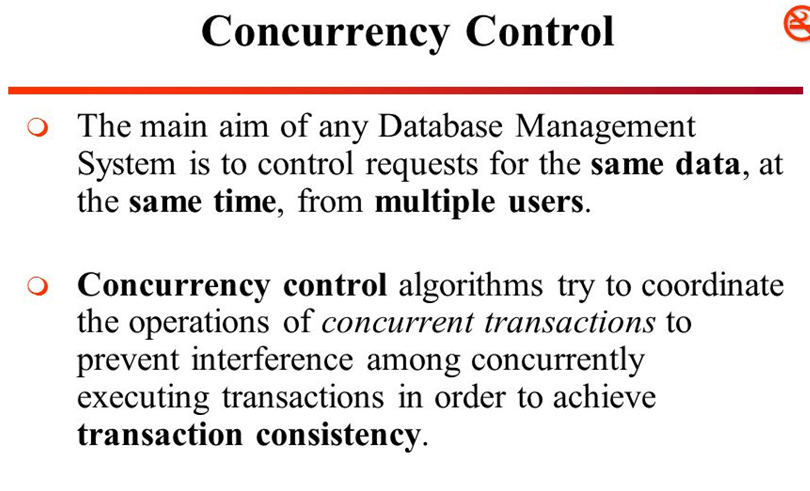 Concurrency Control
The main aim of any Database Management
System is to control requests for the same data, at
the same time, from multiple users.
Concurrency control algorithms try to coordinate
the operations of concurrent transactions to
prevent interference among concurrently
executing transactions in order to achieve
transaction consistency.